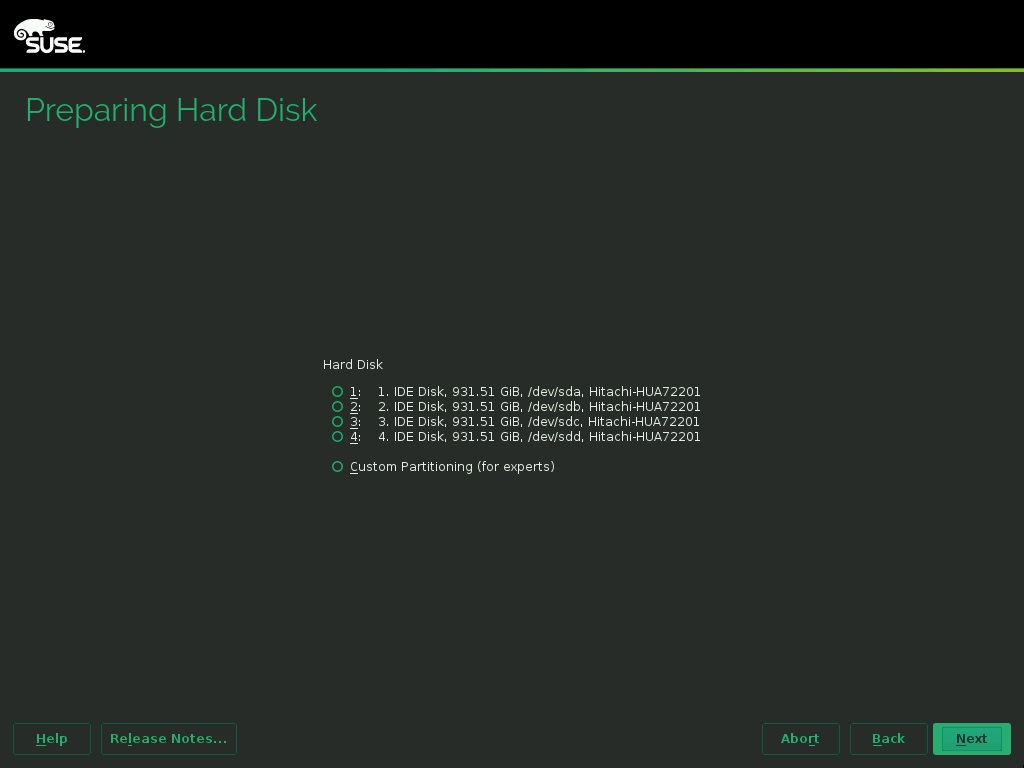 SUSE.
Preparing Hard Disk
Hard Disk
1: 1. IDE Disk, 931.51 GiB, /dev/sda, Hitachi-HUA72201
2: 2. IDE Disk, 931.51 GiB, /dev/sdb, Hitachi-HUA72201
3: 3. IDE Disk, 931.51 GiB, /dev/sdc, Hitachi-HUA72201
4: 4. IDE Disk, 931.51 GiB, /dev/sdd, Hitachi-HUA72201
Custom Partitioning (for experts)
Help Release Notes... Abort Back Next